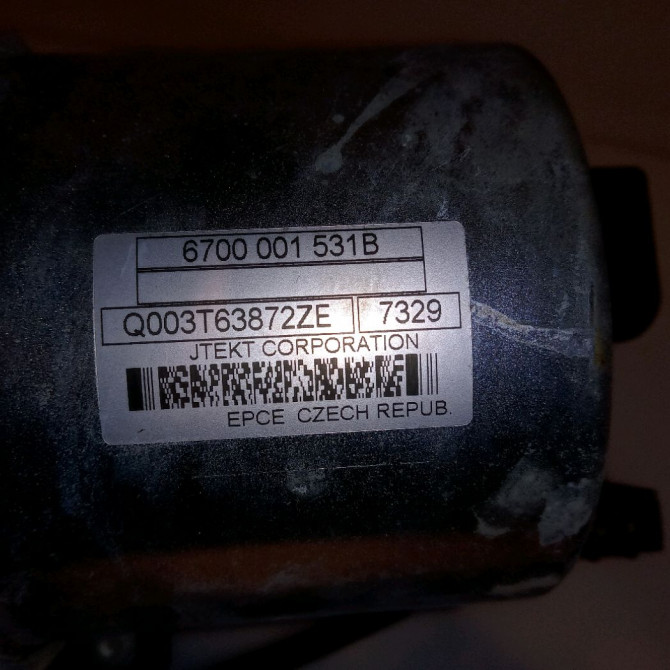 6700 001 531B
Q003T63872ZE 7329
JTEKT CORPORATION
EPCE CZECH REPUB.